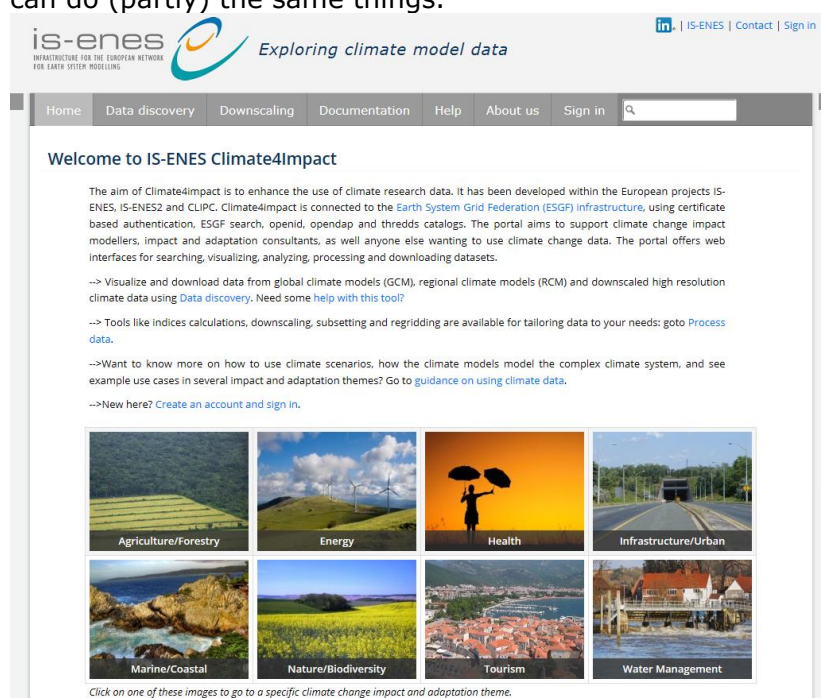 can do (partly) the same things.
in. | IS-ENES | Contact | Sign in
is-enes
INFRASTRUCTURE FOR THE EUROPEAN NETWORK
FOR EARTH SYSTEM MODELLING
Exploring climate model data
Home Data discovery Downscaling Documentation Help About us Sign in
Welcome to IS-ENES Climate4Impact
The aim of Climate4impact is to enhance the use of climate research data. It has been developed within the European projects IS-
ENES, IS-ENES2 and CLIPC. Climate4Impact is connected to the Earth System Grid Federation (ESGF) infrastructure, using certificate
based authentication, ESGF search, openid, opendap and thredds catalogs. The portal aims to support climate change impact
modellers, impact and adaptation consultants, as well anyone else wanting to use climate change data. The portal offers web
interfaces for searching, visualizing, analyzing, processing and downloading datasets.
--> Visualize and download data from global climate models (GCM), regional climate models (RCM) and downscaled high resolution
climate data using Data discovery. Need some help with this tool?
--> Tools like indices calculations, downscaling, subsetting and regridding are available for tailoring data to your needs: goto Process
data.
-->Want to know more on how to use climate scenarios, how the climate models model the complex climate system, and see
example use cases in several impact and adaptation themes? Go to guidance on using climate data.
-->New here? Create an account and sign in.
Agriculture/Forestry Energy Health Infrastructure/Urban
Marine/Coastal Nature/Biodiversity Tourism Water Management
Click on one of these images to go to a specific climate change impact and adaptation theme.